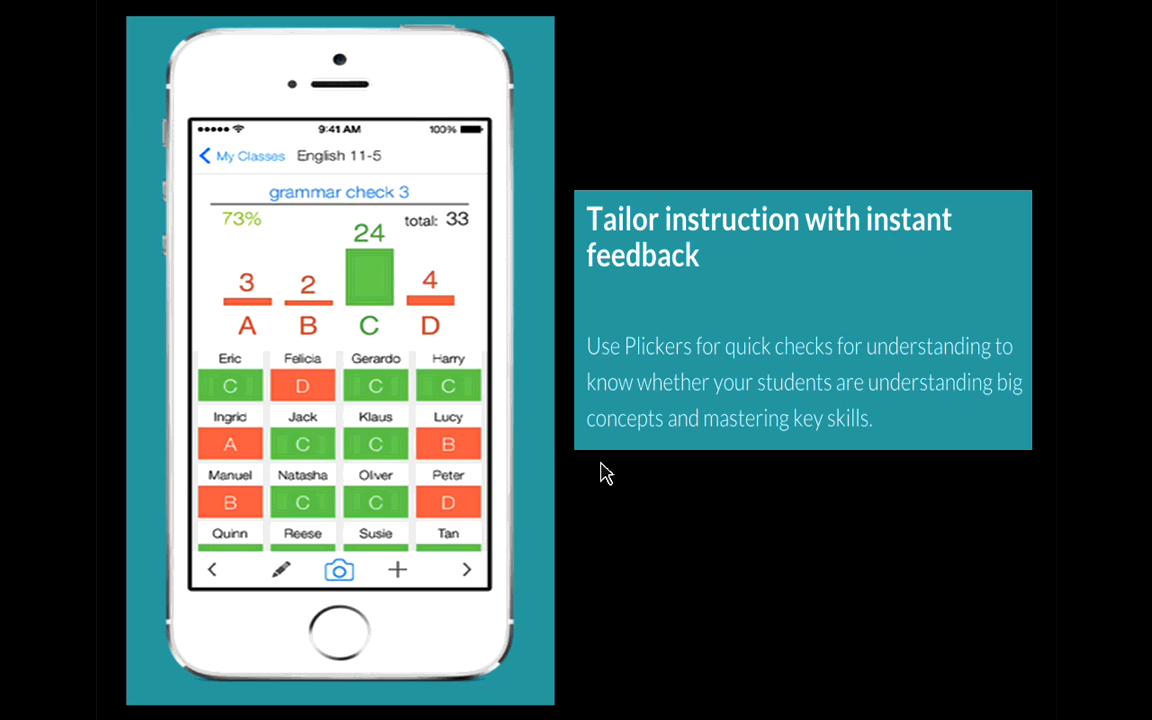 9:41 AM 100%
My Classes English 11-5
grammar check 3
73% total: 33
24
3 2 4
A B C D
Eric Felicia Gerardo Harry
C D C C
Ingrid Jack Klaus Lucy
A C C B
Manuel Natasha Oliver Peter
B C C D
Quinn Reese Susie Tan
Tailor instruction with instant
feedback
Use Plickers for quick checks for understanding to
know whether your students are understanding big
concepts and mastering key skills.